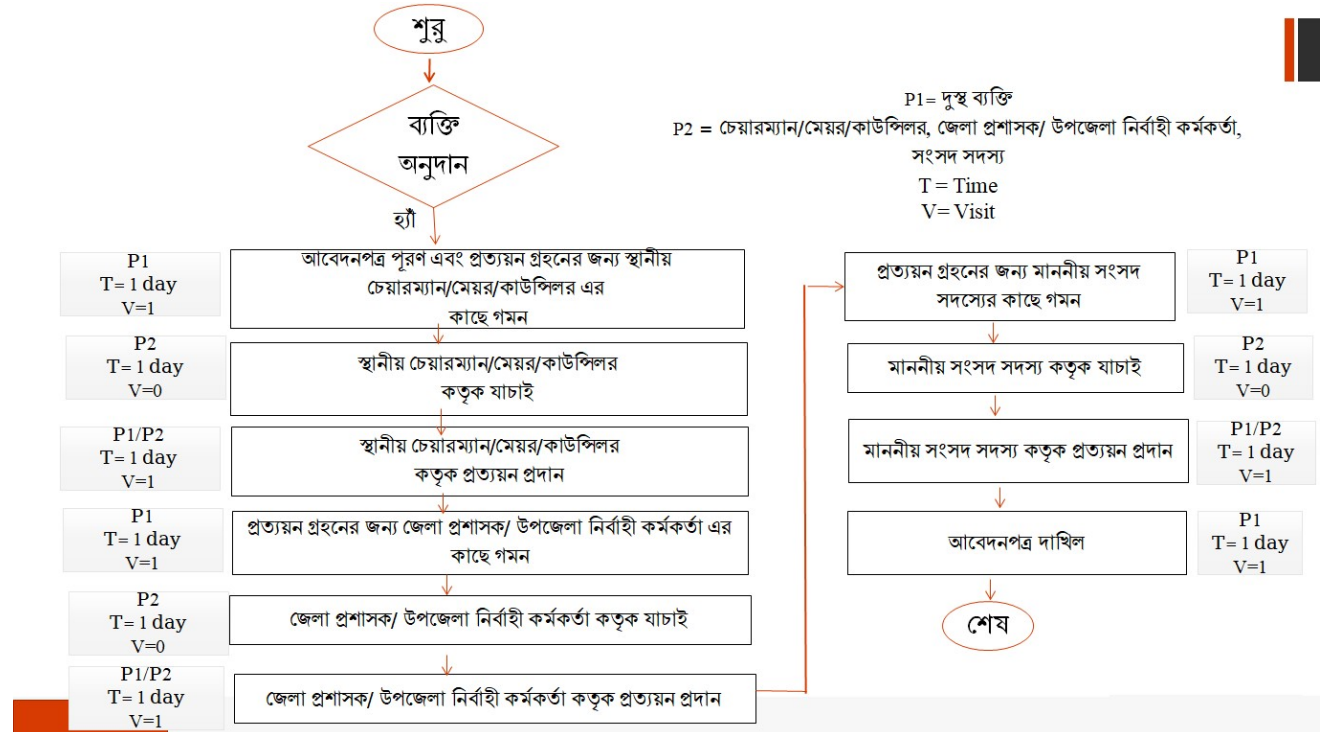 শুরু
ব্যক্তি
অনুদান
হ্যাঁ
P1= দুস্থ ব্যক্তি
P2 = চেয়ারম্যান/মেয়র/কাউন্সিলর, জেলা প্রশাসক/ উপজেলা নির্বাহী কর্মকর্তা,
সংসদ সদস্য
T = Time
V= Visit
P1
T= 1 day
V=1
আবেদনপত্র পূরণ এবং প্রত্যয়ন গ্রহনের জন্য স্থানীয়
চেয়ারম্যান/মেয়র/কাউন্সিলর এর
কাছে গমন
P2
T= 1 day
V=0
স্থানীয় চেয়ারম্যান/মেয়র/কাউন্সিলর
কতৃক যাচাই
P1/P2
T= 1 day
V=1
স্থানীয় চেয়ারম্যান/মেয়র/কাউন্সিলর
কতৃক প্রত্যয়ন প্রদান
P1
T= 1 day
V=1
প্রত্যয়ন গ্রহনের জন্য জেলা প্রশাসক/ উপজেলা নির্বাহী কর্মকর্তা এর
কাছে গমন
P2
T= 1 day
V=0
জেলা প্রশাসক/ উপজেলা নির্বাহী কর্মকর্তা কতৃক যাচাই
P1/P2
T= 1 day
V=1
জেলা প্রশাসক/ উপজেলা নির্বাহী কর্মকর্তা কতৃক প্রত্যয়ন প্রদান
প্রত্যয়ন গ্রহনের জন্য মাননীয় সংসদ
সদস্যের কাছে গমন
P1
T= 1 day
V=1
মাননীয় সংসদ সদস্য কতৃক যাচাই
P2
T= 1 day
V=0
মাননীয় সংসদ সদস্য কতৃক প্রত্যয়ন প্রদান
P1/P2
T= 1 day
V=1
আবেদনপত্র দাখিল
P1
T= 1 day
V=1
শেষ